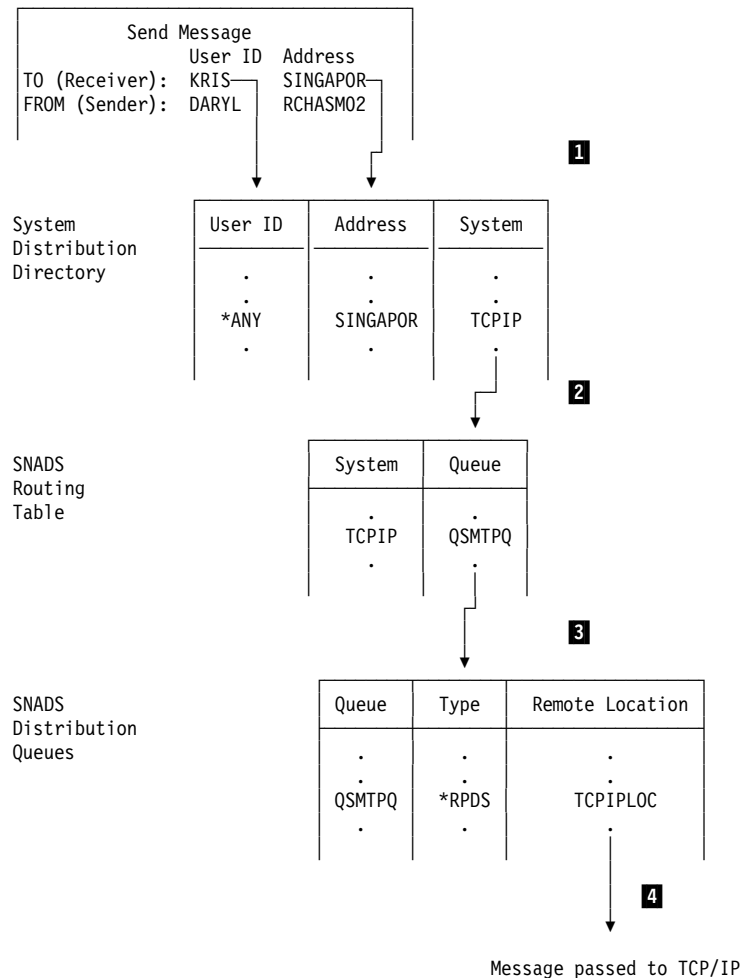 Send Message
User ID Address
TO (Receiver): KRIS SINGAPOR
FROM (Sender): DARYL RCHASMO2
1
System
Distribution
Directory
User ID Address System
. . .
. . .
*ANY SINGAPOR TCPIP
. . .
2
SNADS
Routing
Table
System Queue
. .
TCPIP QSMTPQ
. .
3
SNADS
Distribution
Queues
Queue Type Remote Location
. . .
. . .
QSMTPQ *RPDS TCPIPLOC
. . .
4
Message passed to TCP/IP